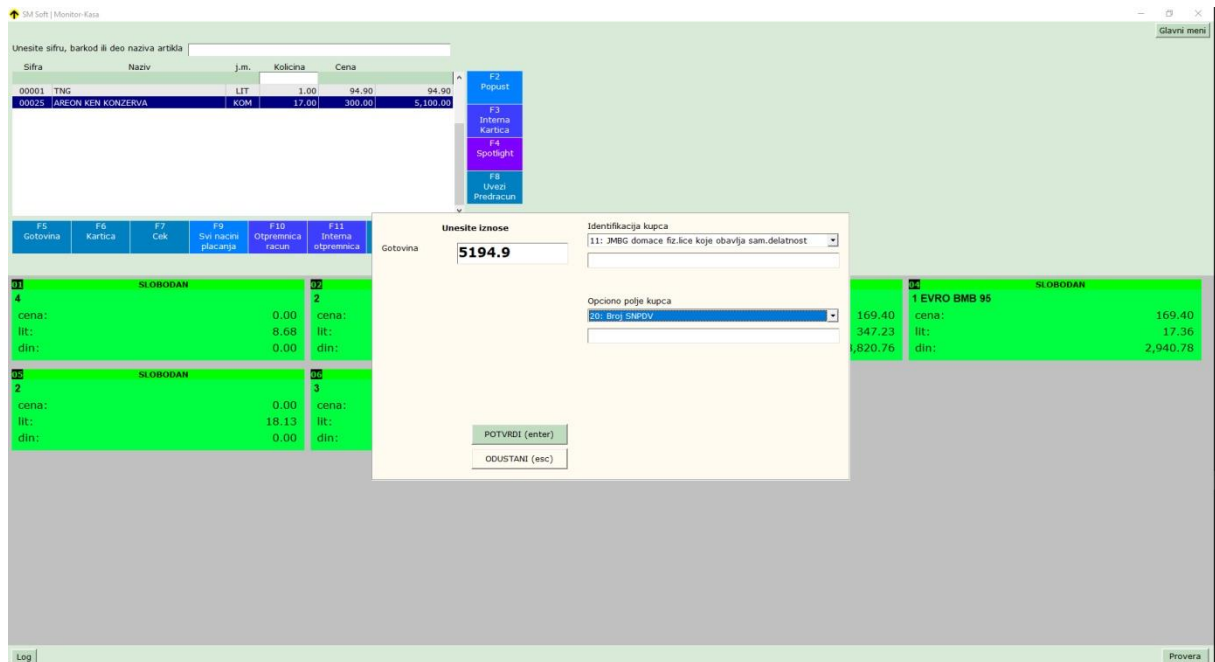 SM Soft | Monitor-Kasa
Glavni meni
Unesite sifru, barkod ili deo naziva artikla
Sifra Naziv j.m. Kolicina Cena
00001 TNG LIT 1.00 94.90 94.90
00025 AREON KEN KONZERVA KOM 17.00 300.00 5,100.00
F2
Popust
F3
Interna
Kartica
F4
Spotlight
F8
Uvezi
Predracun
F5
Gotovina
F6
Kartica
F7
Cek
F9
Svi nacini
placanja
F10
Otpremnica
racun
F11
Interna
otpremnica
Unesite iznose
Gotovina 5194.9
Identifikacija kupca
11: JMBG domace fiz.lice koje obavlja sam.delatnost
Opciono polje kupca
20: Broj SNPDV
POTVRDI (enter)
ODUSTANI (esc)
01 SLOBODAN
4
cena: 0.00
lit: 8.68
din: 0.00
02
2
cena:
lit:
din:
169.40
347.23
,820.76
04 SLOBODAN
1 EVRO BMB 95
cena: 169.40
lit: 17.36
din: 2,940.78
05 SLOBODAN
2
cena: 0.00
lit: 18.13
din: 0.00
06
3
cena:
lit:
din:
Log
Provera